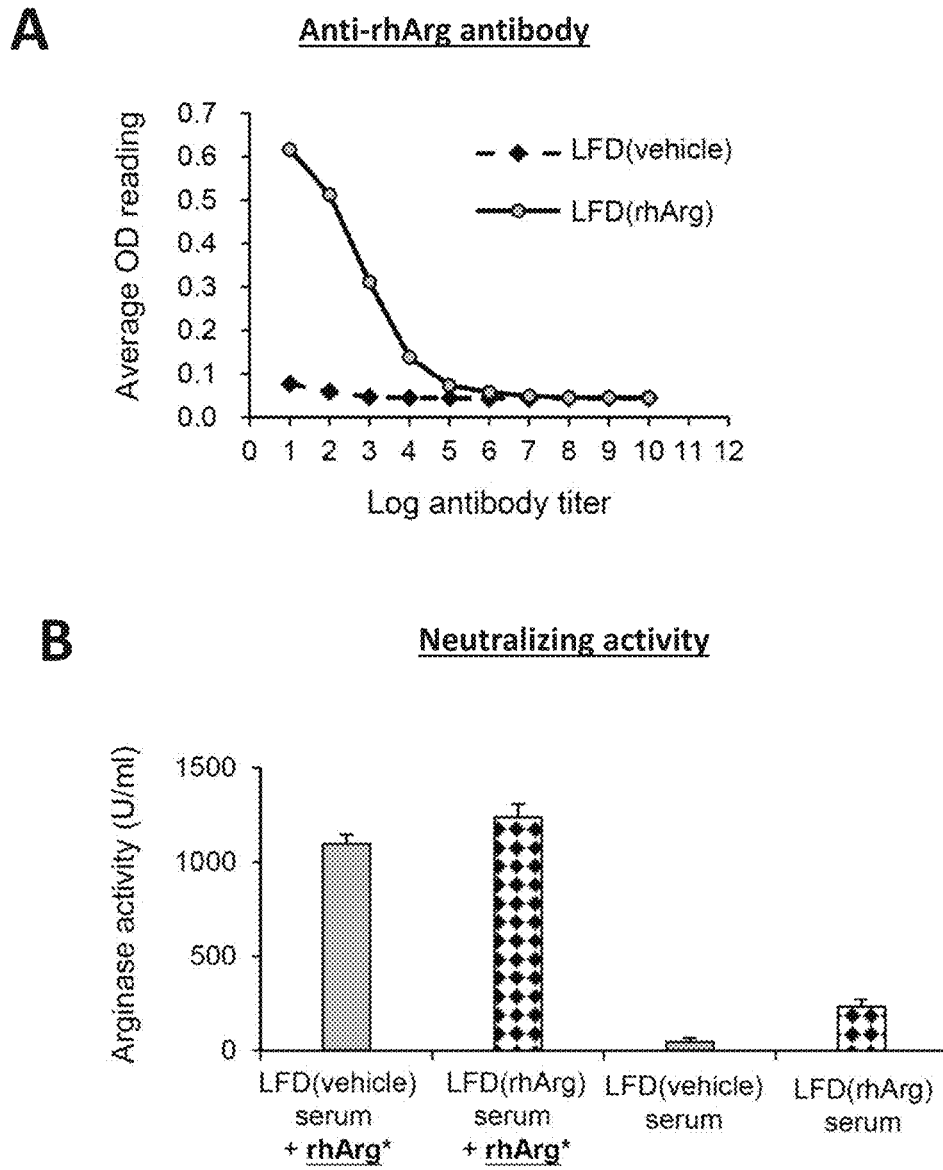 A
Anti-rhArg antibody
Average OD reading
0.7
0.6
0.5
0.4
0.3
0.2
0.1
0.0
LFD(vehicle)
LFD(rhArg)
0 1 2 3 4 5 6 7 8 9 10 11 12
Log antibody titer
B
Neutralizing activity
Arginase activity (U/ml)
1500
1000
500
0
LFD(vehicle) LFD(rhArg) LFD(vehicle) LFD(rhArg)
serum serum serum serum
+ rhArg* + rhArg*